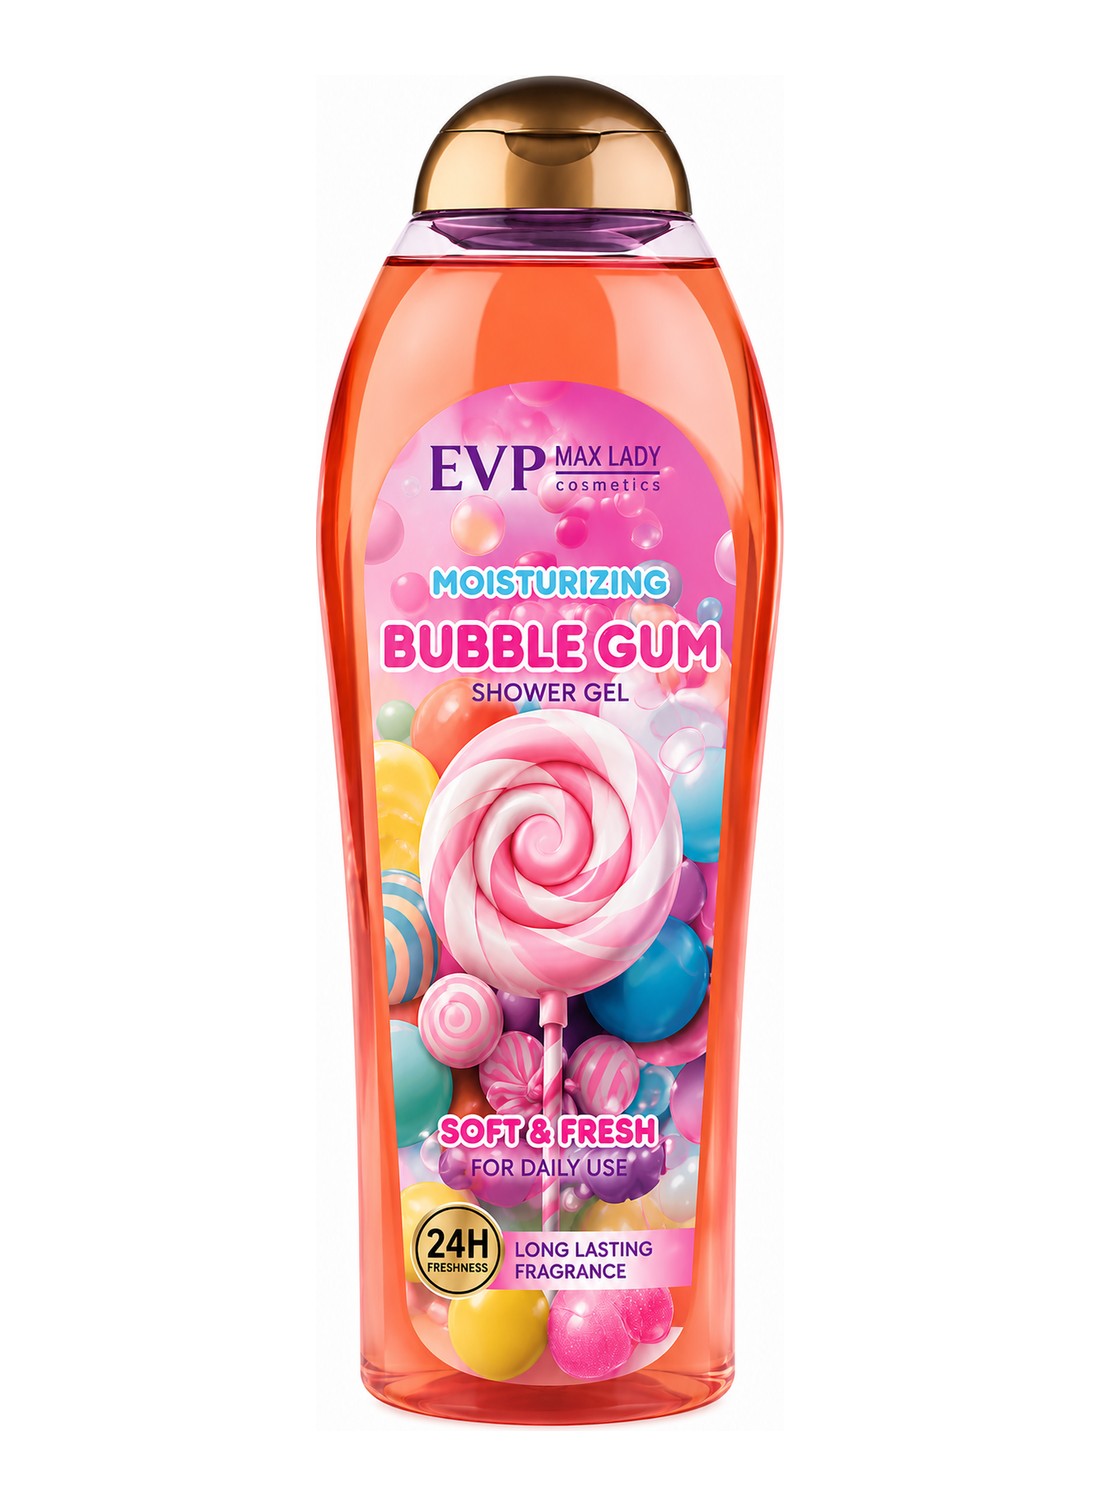 EVP MAX LADY
cosmetics
MOISTURIZING
BUBBLE GUM
SHOWER GEL
SOFT & FRESH
FOR DAILY USE
24H
FRESHNESS
LONG LASTING
FRAGRANCE